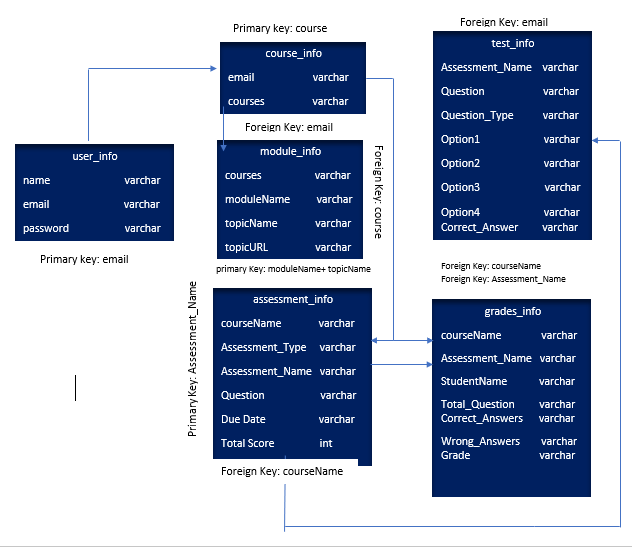 Primary key: course
course_info
email varchar
courses varchar
Foreign Key: email
Foreign Key: email
test_info
Assessment_Name varchar
Question varchar
Question_Type varchar
Option1 varchar
Option2 varchar
Option3 varchar
Option4 varchar
Correct_Answer varchar
user_info
name varchar
email varchar
password varchar
Primary key: email
module_info
courses varchar
moduleName varchar
topicName varchar
topicURL varchar
primary Key: moduleName+ topicName
Foreign Key: course
Primary Key: Assessment_Name
assessment_info
courseName varchar
Assessment_Type varchar
Assessment_Name varchar
Question varchar
Due Date varchar
Total Score int
Foreign Key: courseName
Foreign Key: courseName
Foreign Key: Assessment_Name
grades_info
courseName varchar
Assessment_Name varchar
StudentName varchar
Total_Question varchar
Correct_Answers varchar
Wrong_Answers varchar
Grade varchar